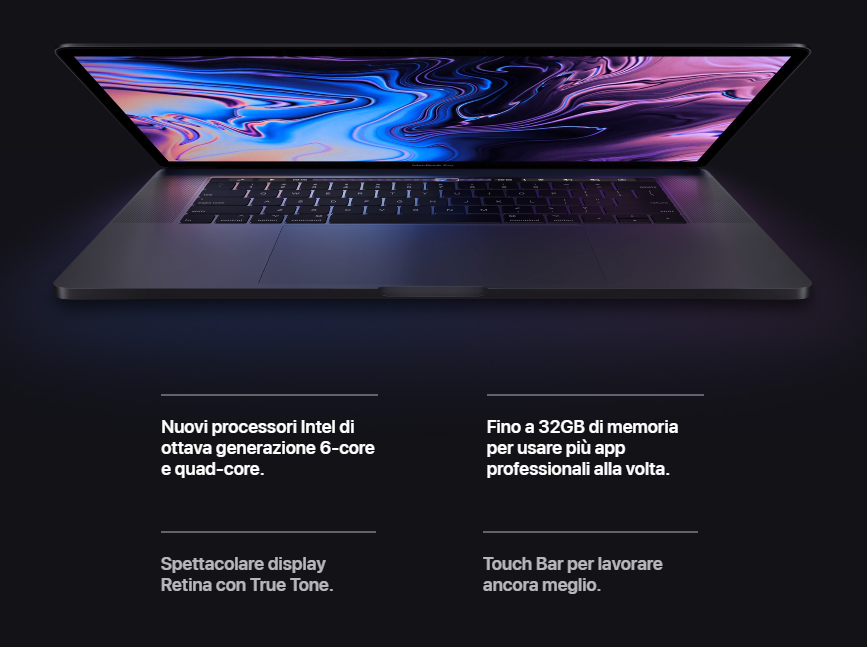 Nuovi processori Intel di
ottava generazione 6-core
e quad-core.
Fino a 32GB di memoria
per usare più app
professionali alla volta.
Spettacolare display
Retina con True Tone.
Touch Bar per lavorare
ancora meglio.